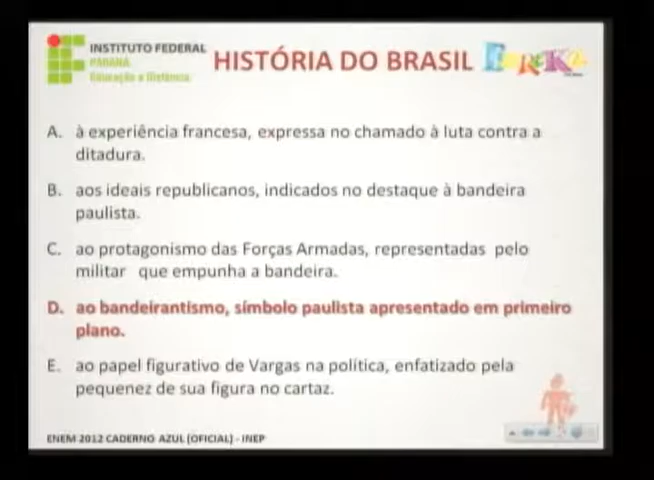 INSTITUTO FEDERAL
PARANÁ
Educação a Distância
HISTÓRIA DO BRASIL
EUREKA
A. à experiência francesa, expressa no chamado à luta contra a
ditadura.
B. aos ideais republicanos, indicados no destaque à bandeira
paulista.
C. ao protagonismo das Forças Armadas, representadas pelo
militar que empunha a bandeira.
D. ao bandeirantismo, símbolo paulista apresentado em primeiro
plano.
E. ao papel figurativo de Vargas na política, enfatizado pela
pequenez de sua figura no cartaz.
ENEM 2012 CADERNO AZUL (OFICIAL) - INEP